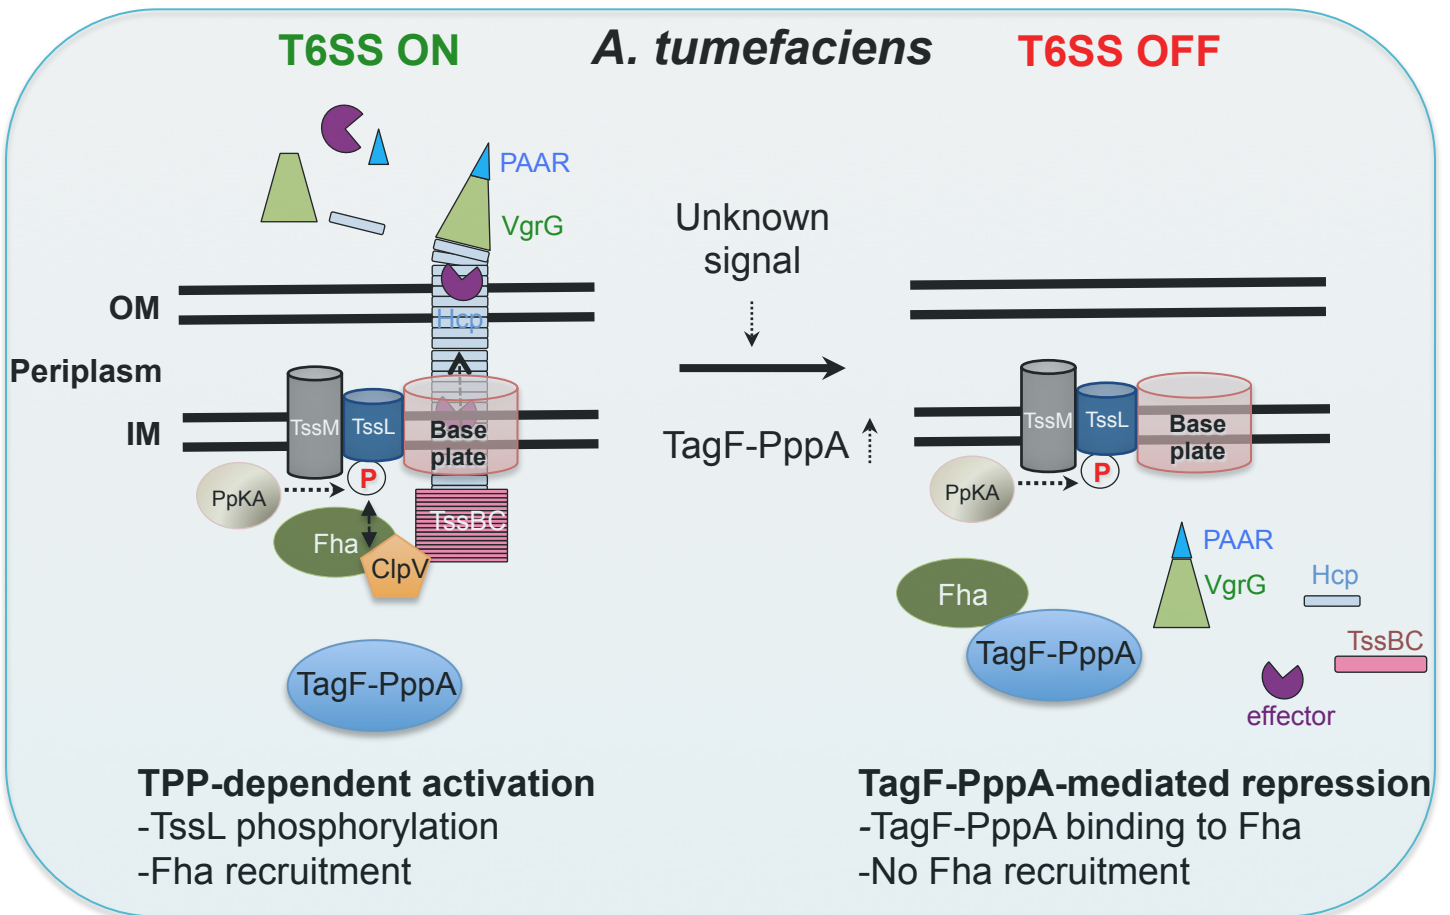 T6SS ON
A. tumefaciens
T6SS OFF
PAAR
VgrG
Unknown
signal
OM
Hcp
Periplasm
IM
TssM
TssL
Base
plate
TagF-PppA
TssM
TssL
Base
plate
P
PpKA
P
PpKA
TssBC
Fha
ClpV
PAAR
VgrG
Hcp
Fha
TssBC
TagF-PppA
TagF-PppA
effector
TPP-dependent activation
-TssL phosphorylation
-Fha recruitment
TagF-PppA-mediated repression
-TagF-PppA binding to Fha
-No Fha recruitment